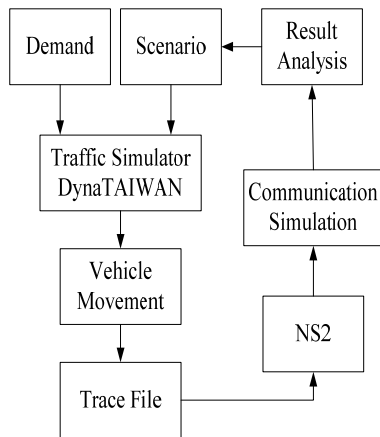 Demand
Scenario
Result
Analysis
Traffic Simulator
DynaTAIWAN
Communication
Simulation
Vehicle
Movement
NS2
Trace File